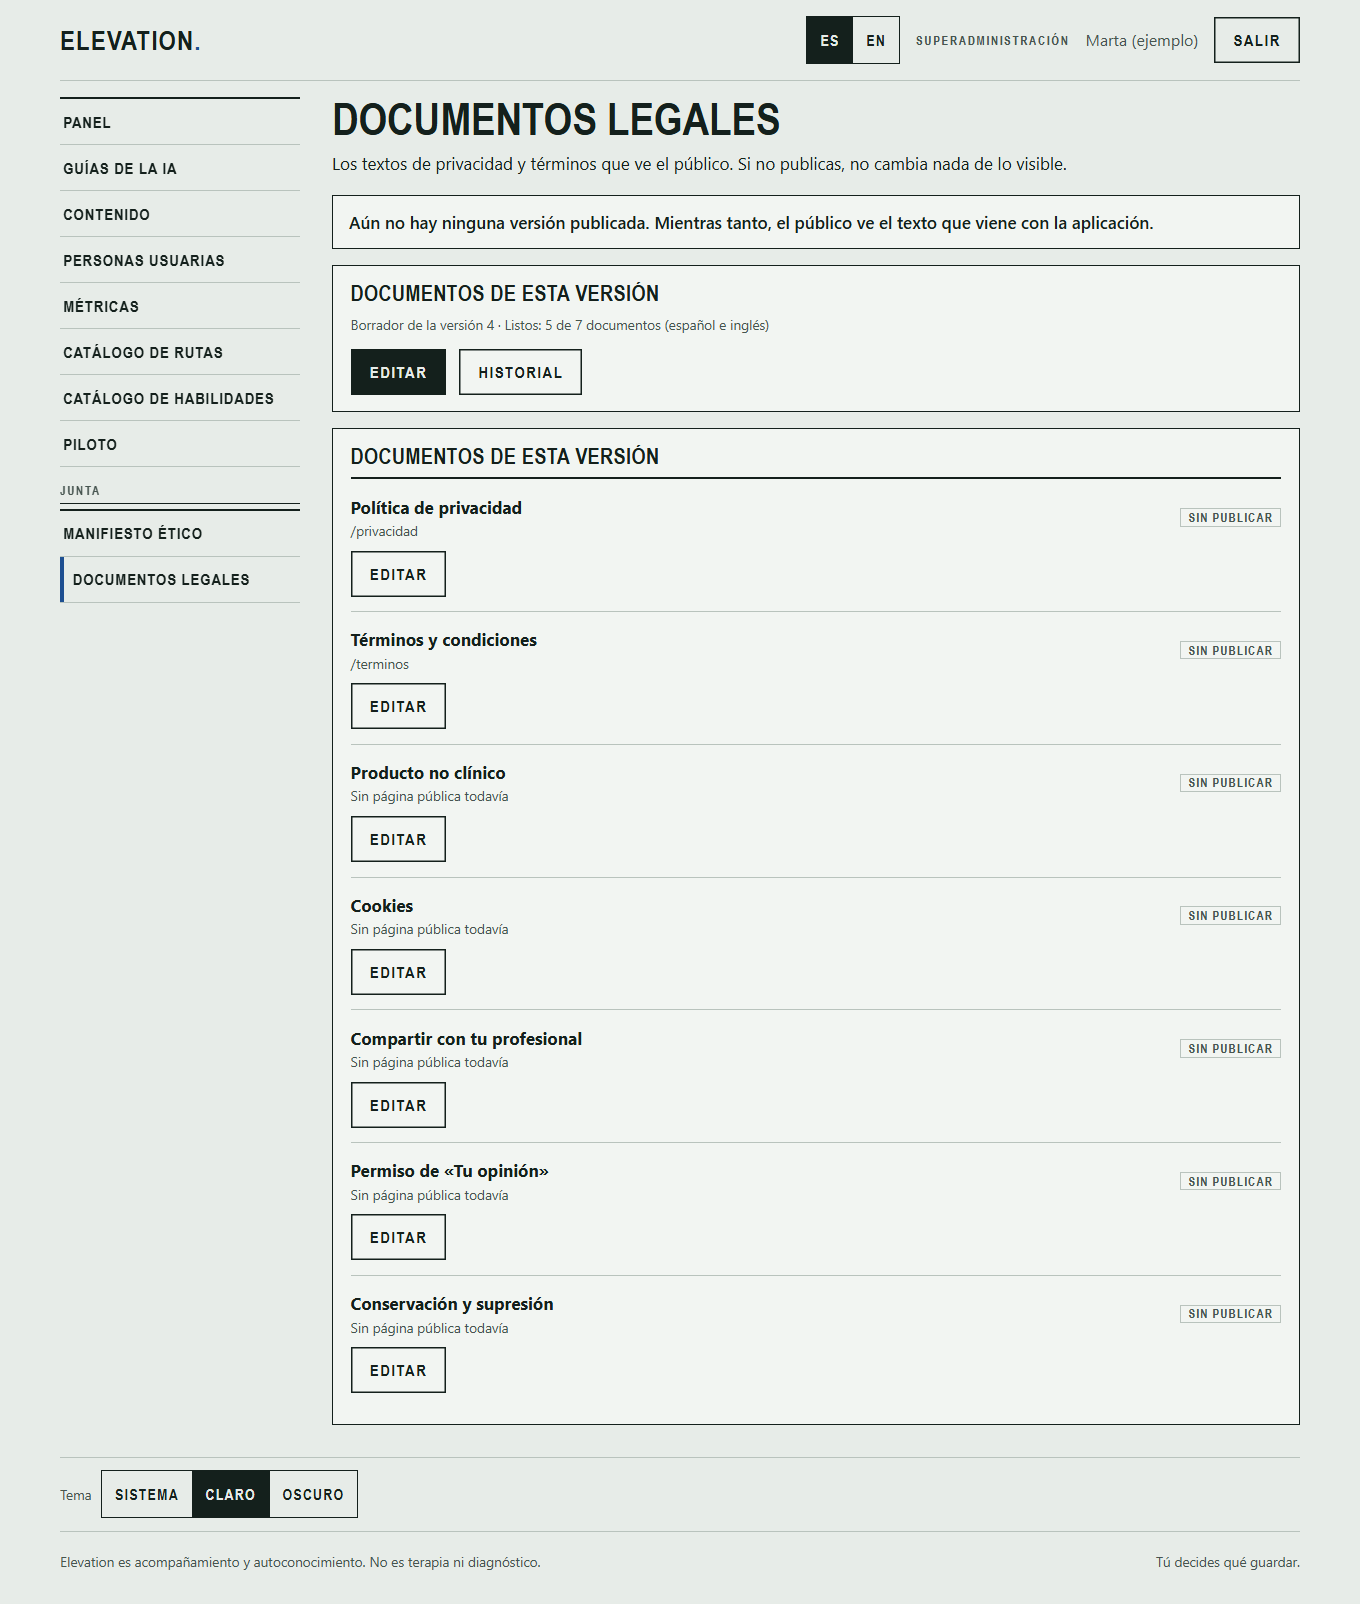 ELEVATION.
ES EN SUPERADMINISTRACIÓN Marta (ejemplo) SALIR
PANEL
GUÍAS DE LA IA
CONTENIDO
PERSONAS USUARIAS
MÉTRICAS
CATÁLOGO DE RUTAS
CATÁLOGO DE HABILIDADES
PILOTO
JUNTA
MANIFIESTO ÉTICO
DOCUMENTOS LEGALES
DOCUMENTOS LEGALES
Los textos de privacidad y términos que ve el público. Si no publicas, no cambia nada de lo visible.
Aún no hay ninguna versión publicada. Mientras tanto, el público ve el texto que viene con la aplicación.
DOCUMENTOS DE ESTA VERSIÓN
Borrador de la versión 4 · Listos: 5 de 7 documentos (español e inglés)
EDITAR HISTORIAL
DOCUMENTOS DE ESTA VERSIÓN
Política de privacidad
SIN PUBLICAR
/privacidad
EDITAR
Términos y condiciones
SIN PUBLICAR
/terminos
EDITAR
Producto no clínico
SIN PUBLICAR
Sin página pública todavía
EDITAR
Cookies
SIN PUBLICAR
Sin página pública todavía
EDITAR
Compartir con tu profesional
SIN PUBLICAR
Sin página pública todavía
EDITAR
Permiso de «Tu opinión»
SIN PUBLICAR
Sin página pública todavía
EDITAR
Conservación y supresión
SIN PUBLICAR
Sin página pública todavía
EDITAR
Tema SISTEMA CLARO OSCURO
Elevation es acompañamiento y autoconocimiento. No es terapia ni diagnóstico.
Tú decides qué guardar.